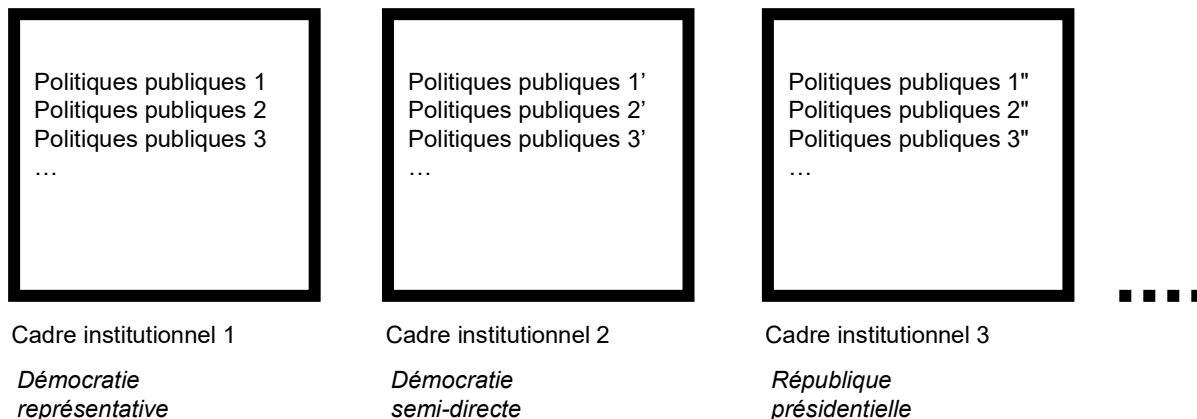 Politiques publiques 1
Politiques publiques 2
Politiques publiques 3
…
Cadre institutionnel 1
Démocratie
représentative
Politiques publiques 1’
Politiques publiques 2’
Politiques publiques 3’
…
Cadre institutionnel 2
Démocratie
semi-directe
Politiques publiques 1"
Politiques publiques 2"
Politiques publiques 3"
…
Cadre institutionnel 3
République
présidentielle